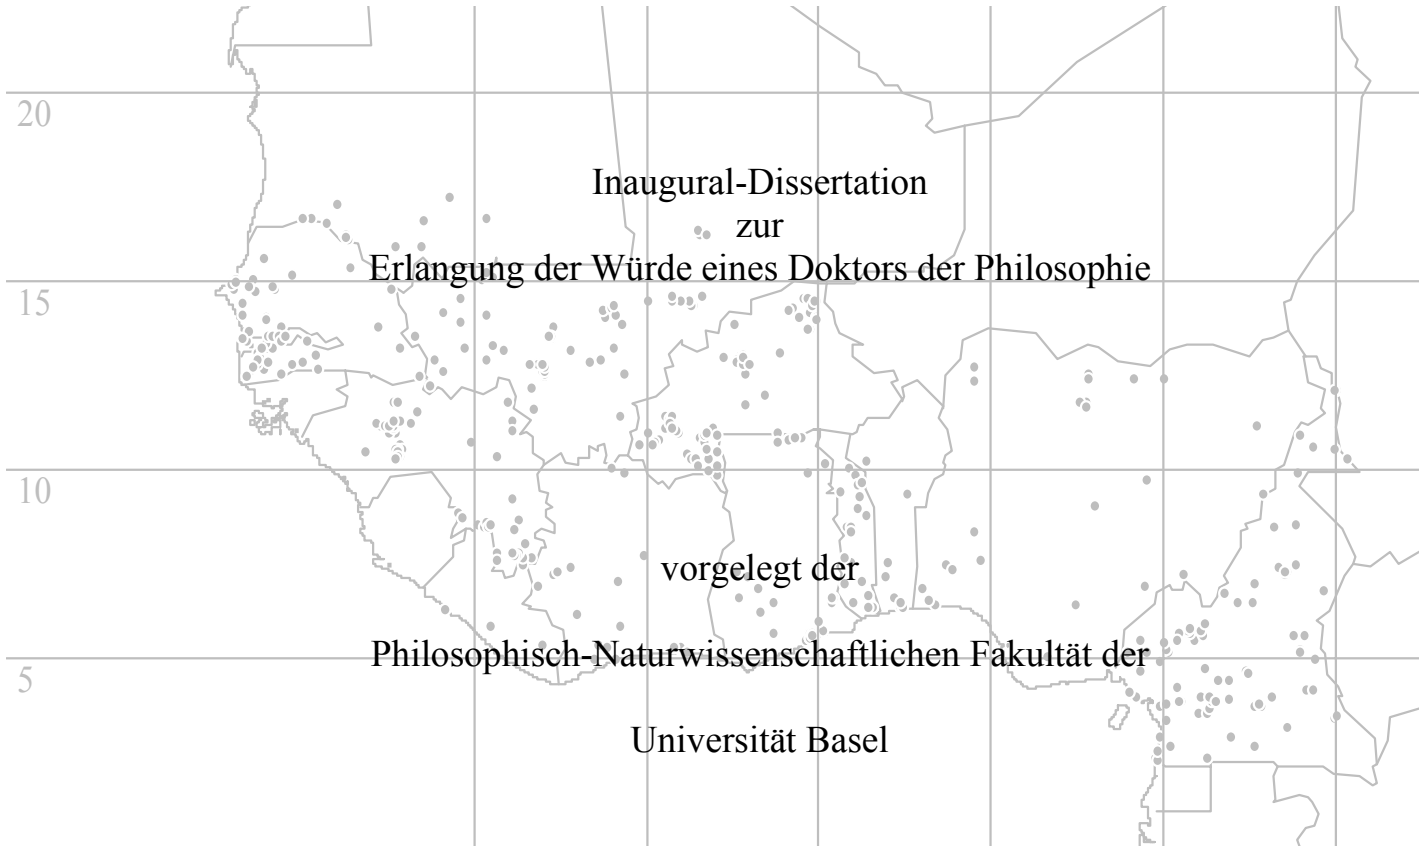 20
Inaugural-Dissertation
zur
Erlangung der Würde eines Doktors der Philosophie
15
10
vorgelegt der
Philosophisch-Naturwissenschaftlichen Fakultät der
5
Universität Basel